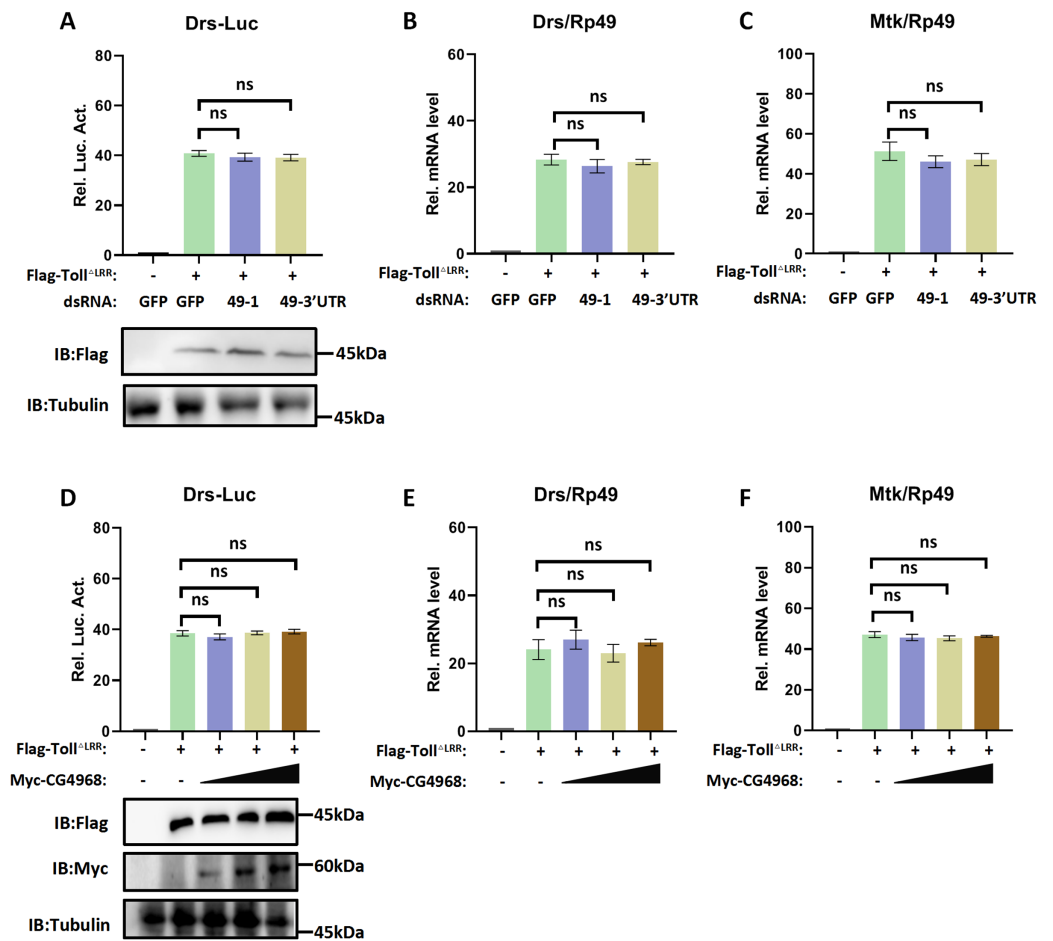 A
Drs-Luc
Rel. Luc. Act.
80
60
40
20
0
ns
ns
Flag-Toll△LRR: - + + +
dsRNA: GFP GFP 49-1 49-3’UTR
IB:Flag 45kDa
IB:Tubulin 45kDa
B
Drs/Rp49
Rel. mRNA level
60
40
20
0
ns
ns
Flag-Toll△LRR: - + + +
dsRNA: GFP GFP 49-1 49-3’UTR
C
Mtk/Rp49
Rel. mRNA level
100
80
60
40
20
0
ns
ns
Flag-Toll△LRR: - + + +
dsRNA: GFP GFP 49-1 49-3’UTR
D
Drs-Luc
Rel. Luc. Act.
80
60
40
20
0
ns
ns
ns
Flag-Toll△LRR: - + + + +
Myc-CG4968: - -
IB:Flag 45kDa
IB:Myc 60kDa
IB:Tubulin 45kDa
E
Drs/Rp49
Rel. mRNA level
60
40
20
0
ns
ns
ns
Flag-Toll△LRR: - + + + +
Myc-CG4968: - -
F
Mtk/Rp49
Rel. mRNA level
100
80
60
40
20
0
ns
ns
ns
Flag-Toll△LRR: - + + + +
Myc-CG4968: - -